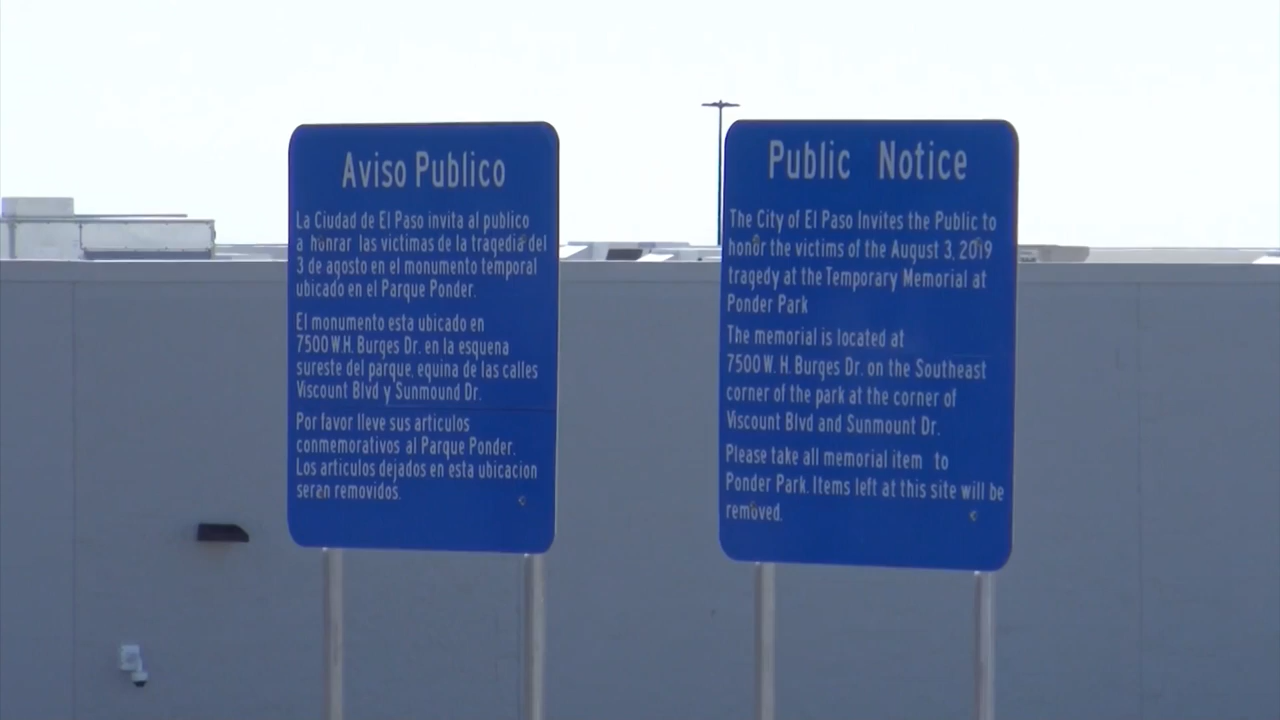 Aviso Publico
La Ciudad de El Paso invita al publico
a honrar las victimas de la tragedia del
3 de agosto en el monumento temporal
ubicado en el Parque Ponder.
El monumento esta ubicado en
7500 W.H. Burges Dr. en la esquena
sureste del parque, equina de las calles
Viscount Blvd y Sunmound Dr.
Por favor lleve sus articulos
conmemorativos al Parque Ponder.
Los articulos dejados en esta ubicacion
seran removidos.
Public Notice
The City of El Paso Invites the Public to
honor the victims of the August 3, 2019
tragedy at the Temporary Memorial at
Ponder Park
The memorial is located at
7500 W. H. Burges Dr. on the Southeast
corner of the park at the corner of
Viscount Blvd and Sunmount Dr.
Please take all memorial item to
Ponder Park. Items left at this site will be
removed.